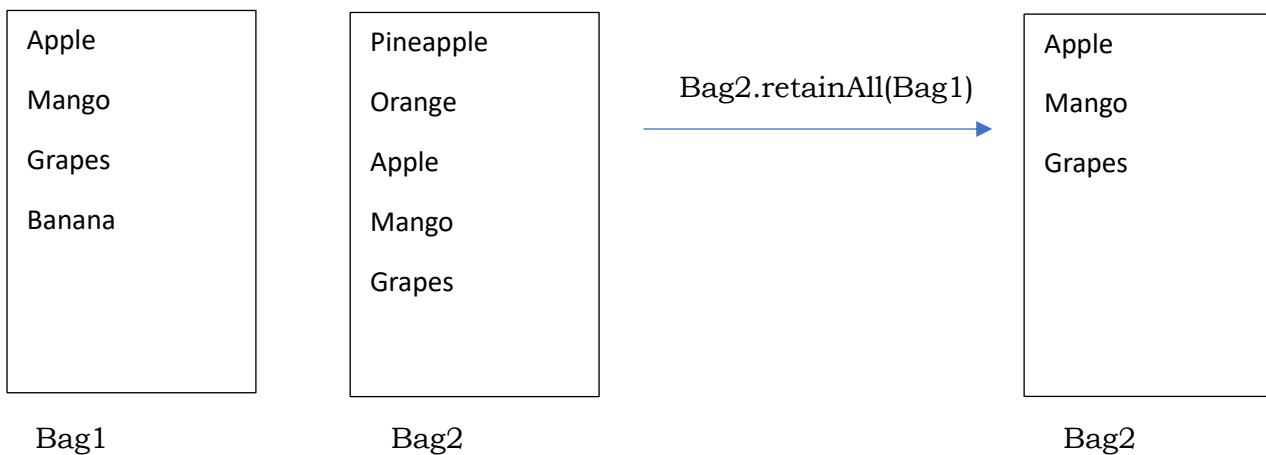 Apple
Mango
Grapes
Banana
Bag1
Pineapple
Orange
Apple
Mango
Grapes
Bag2
Bag2.retainAll(Bag1)
Apple
Mango
Grapes
Bag2